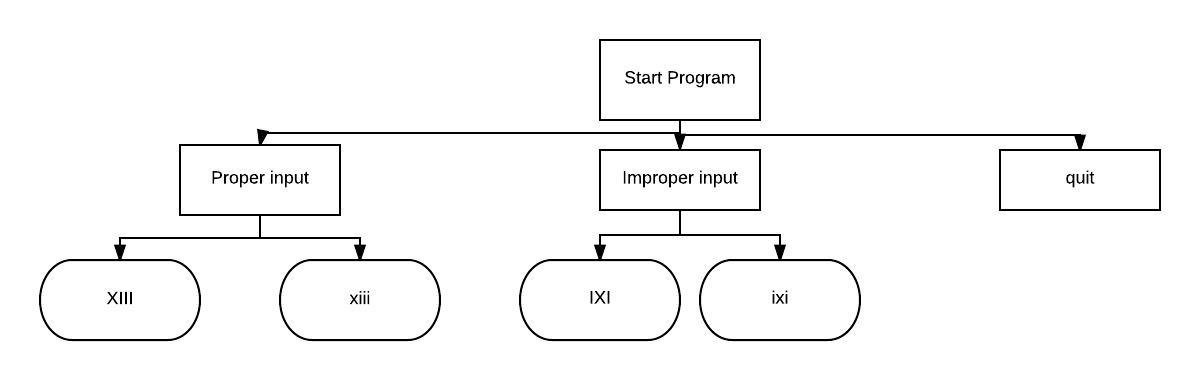 Start Program
Proper input
Improper input
quit
XIII
xiii
IXI
ixi